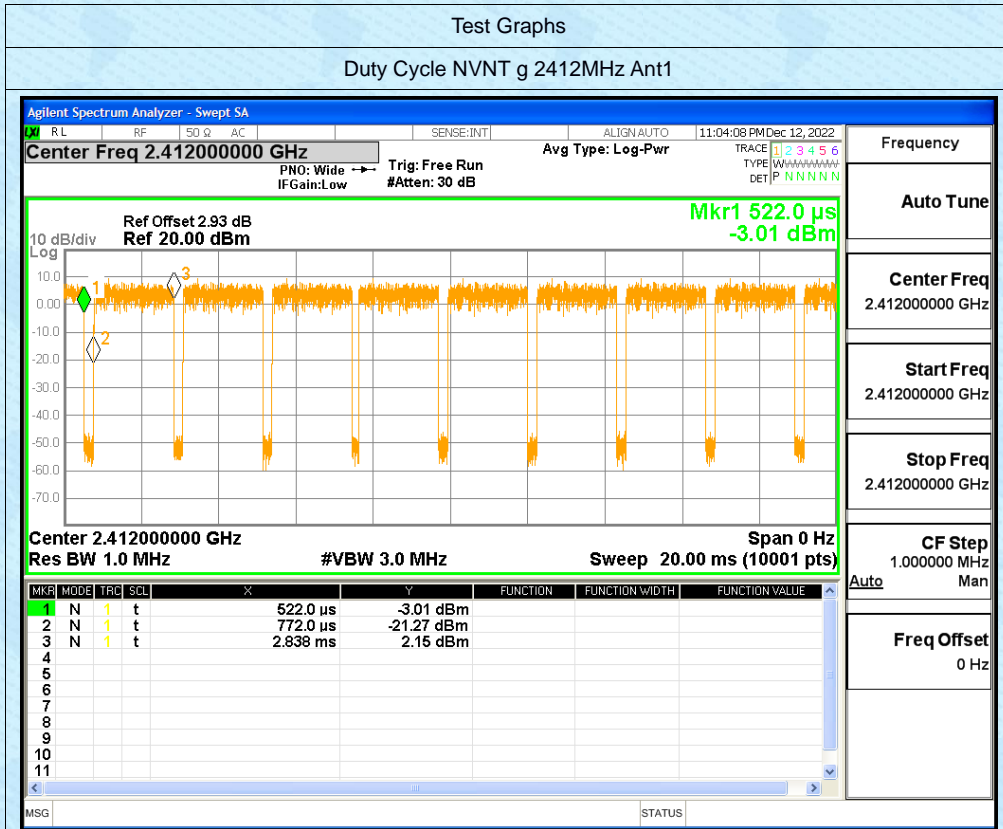 Test Graphs
Duty Cycle NVNT g 2412MHz Ant1
Agilent Spectrum Analyzer - Swept SA
LXI RL RF 50 Ω AC SENSE:INT ALIGN AUTO 11:04:08 PM Dec 12, 2022
Center Freq 2.412000000 GHz
PNO: Wide
IFGain:Low
Trig: Free Run
#Atten: 30 dB
Avg Type: Log-Pwr
TRACE 1 2 3 4 5 6
TYPE WWWWWW
DET P N N N N N
Ref Offset 2.93 dB
10 dB/div Ref 20.00 dBm
Log
Mkr1 522.0 µs
-3.01 dBm
10.0
0.00
-10.0
-20.0
-30.0
-40.0
-50.0
-60.0
-70.0
1
2
3
Center 2.412000000 GHz Span 0 Hz
Res BW 1.0 MHz #VBW 3.0 MHz Sweep 20.00 ms (10001 pts)
MKR MODE TRC SCL X Y FUNCTION FUNCTION WIDTH FUNCTION VALUE
1 N 1 t 522.0 µs -3.01 dBm
2 N 1 t 772.0 µs -21.27 dBm
3 N 1 t 2.838 ms 2.15 dBm
4
5
6
7
8
9
10
11
MSG STATUS
Frequency
Auto Tune
Center Freq
2.412000000 GHz
Start Freq
2.412000000 GHz
Stop Freq
2.412000000 GHz
CF Step
1.000000 MHz
Auto Man
Freq Offset
0 Hz